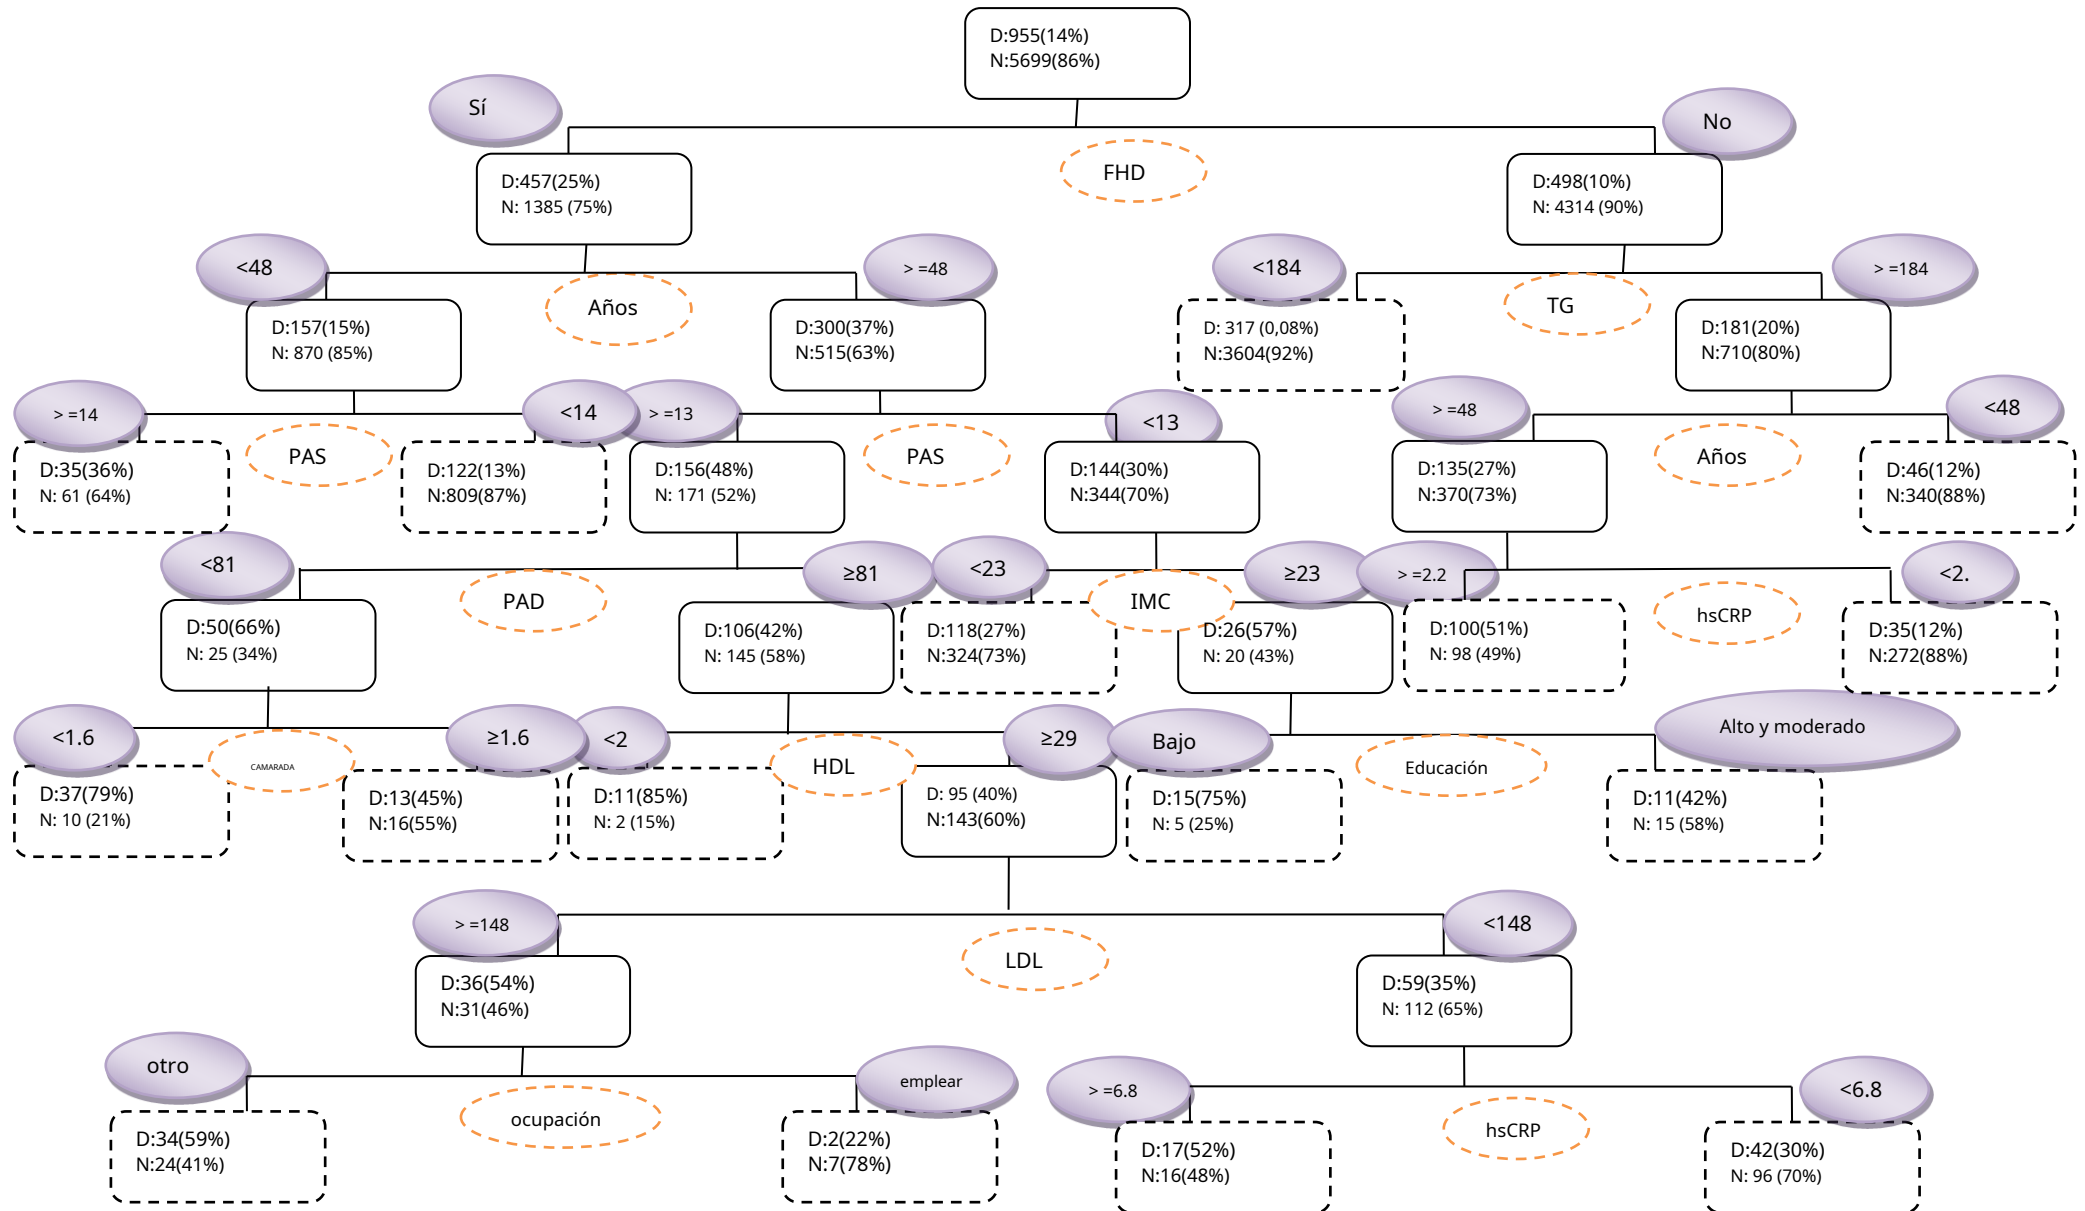 D:955(14%)
N:5699(86%)
Sí
No
FHD
D:457(25%)
N: 1385 (75%)
D:498(10%)
N: 4314 (90%)
<48
> =48
<184
> =184
Años
TG
D:157(15%)
N: 870 (85%)
D:300(37%)
N:515(63%)
D: 317 (0,08%)
N:3604(92%)
D:181(20%)
N:710(80%)
> =14
<14
> =13
<13
> =48
<48
PAS
PAS
Años
D:35(36%)
N: 61 (64%)
D:122(13%)
N:809(87%)
D:156(48%)
N: 171 (52%)
D:144(30%)
N:344(70%)
D:135(27%)
N:370(73%)
D:46(12%)
N:340(88%)
<81
≥81
<23
≥23
> =2.2
<2.
PAD
IMC
hsCRP
D:50(66%)
N: 25 (34%)
D:106(42%)
N: 145 (58%)
D:118(27%)
N:324(73%)
D:26(57%)
N: 20 (43%)
D:100(51%)
N: 98 (49%)
D:35(12%)
N:272(88%)
<1.6
≥1.6
<2
≥29
Bajo
Alto y moderado
CAMARADA
HDL
Educación
D:37(79%)
N: 10 (21%)
D:13(45%)
N:16(55%)
D:11(85%)
N: 2 (15%)
D: 95 (40%)
N:143(60%)
D:15(75%)
N: 5 (25%)
D:11(42%)
N: 15 (58%)
> =148
<148
LDL
D:36(54%)
N:31(46%)
D:59(35%)
N: 112 (65%)
otro
emplear
> =6.8
<6.8
ocupación
hsCRP
D:34(59%)
N:24(41%)
D:2(22%)
N:7(78%)
D:17(52%)
N:16(48%)
D:42(30%)
N: 96 (70%)